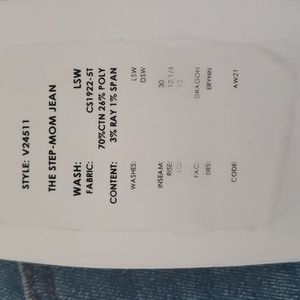 STYLE: V24511
THE STEP-MOM JEAN
WASH: LSW
FABRIC: CS1922-5T
CONTENT: 70%CTN 26% POLY
3% RAY 1% SPAN
WASHES: LSW
DSW
INSEAM: 30
RISE: 12 1/4
FAC: DRAGON
DES: ERYNN
CODE: AW21